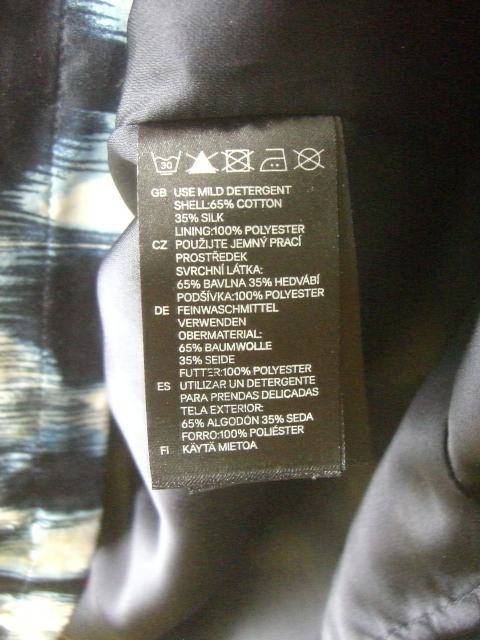 30
GB USE MILD DETERGENT
SHELL:65% COTTON
35% SILK
LINING:100% POLYESTER
CZ POUŽIJTE JEMNÝ PRACÍ
PROSTŘEDEK
SVRCHNÍ LÁTKA:
65% BAVLNA 35% HEDVÁBÍ
PODŠÍVKA:100% POLYESTER
DE FEINWASCHMITTEL
VERWENDEN
OBERMATERIAL:
65% BAUMWOLLE
35% SEIDE
FUTTER:100% POLYESTER
ES UTILIZAR UN DETERGENTE
PARA PRENDAS DELICADAS
TELA EXTERIOR:
65% ALGODÓN 35% SEDA
FORRO:100% POLIÉSTER
FI KÄYTÄ MIETOA